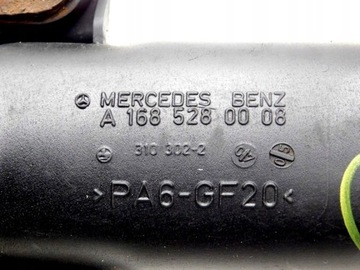 MERCEDES BENZ
A 168 528 00 08
310 302-2
>PA6-GF20<